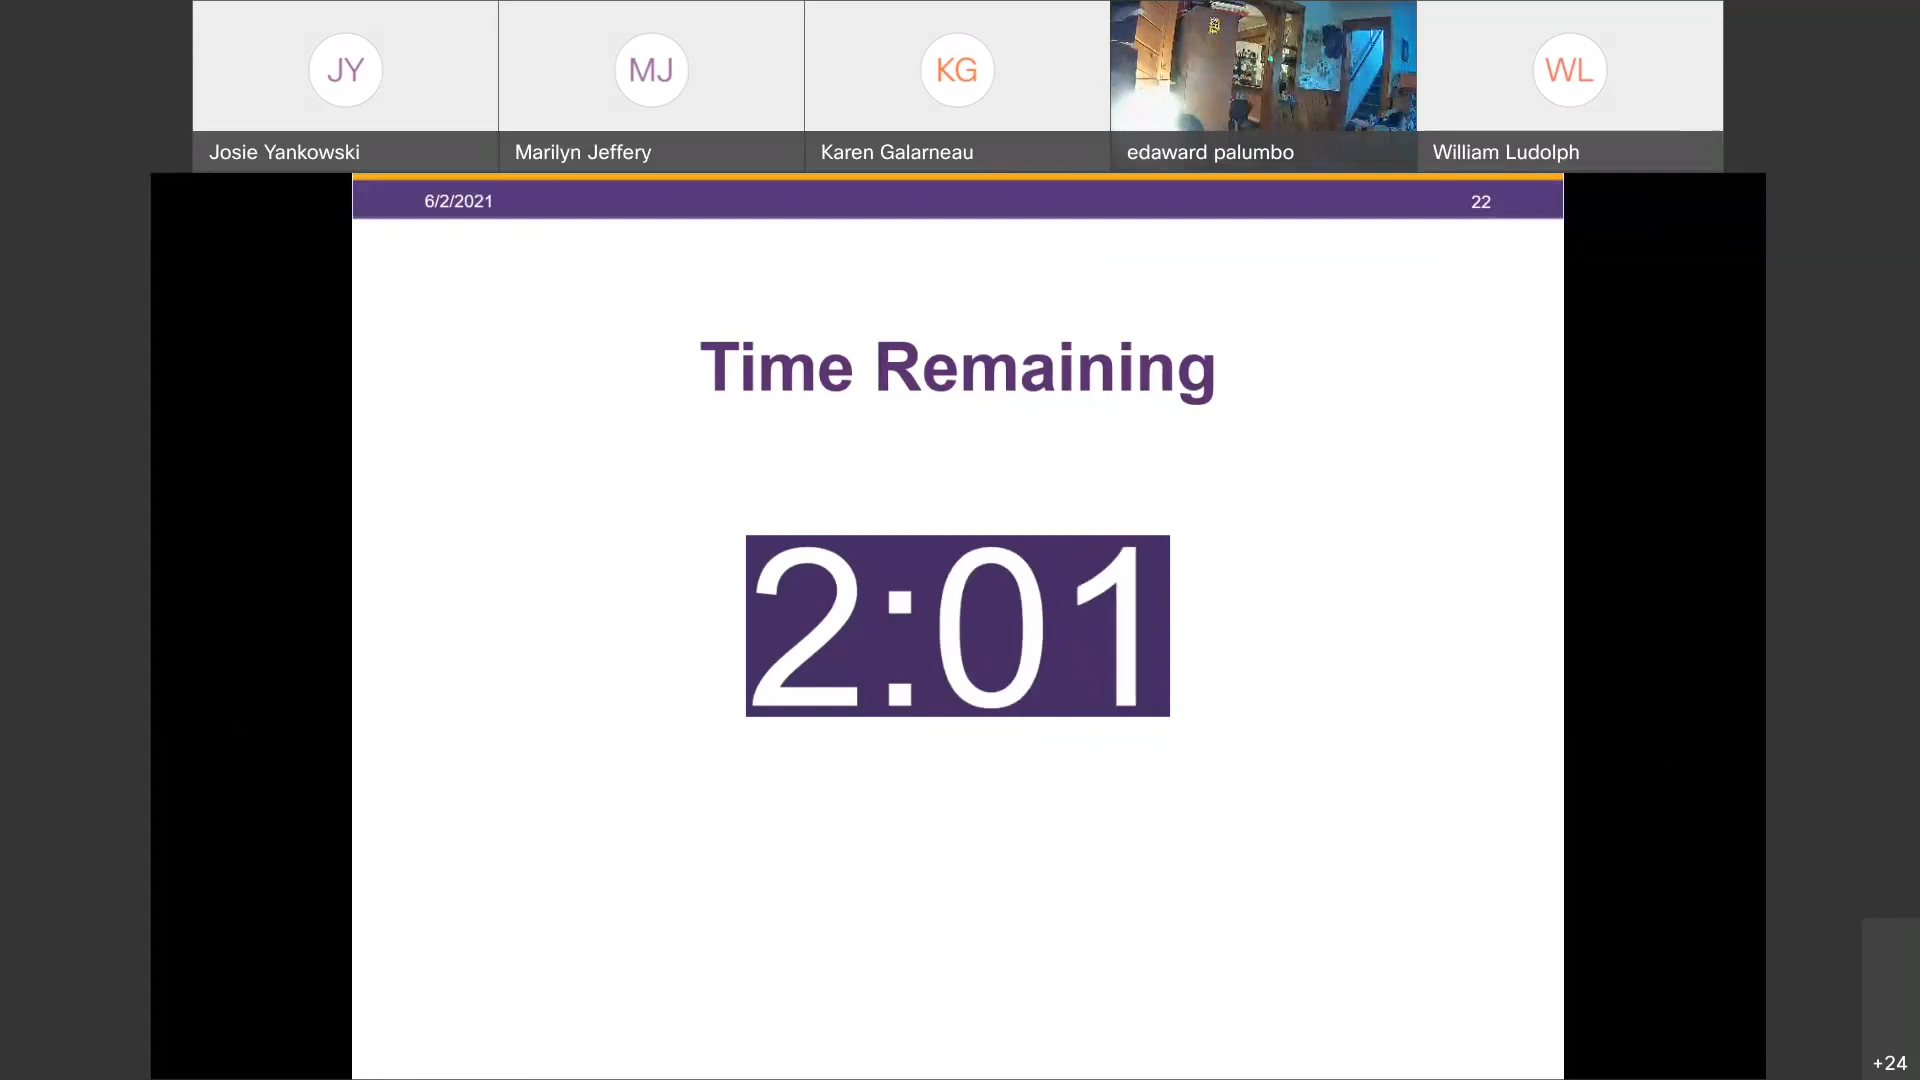 JY
MJ
KG
WL
Josie Yankowski
Marilyn Jeffery
Karen Galarneau
edaward palumbo
William Ludolph
6/2/2021
22
Time Remaining
2:01
+24